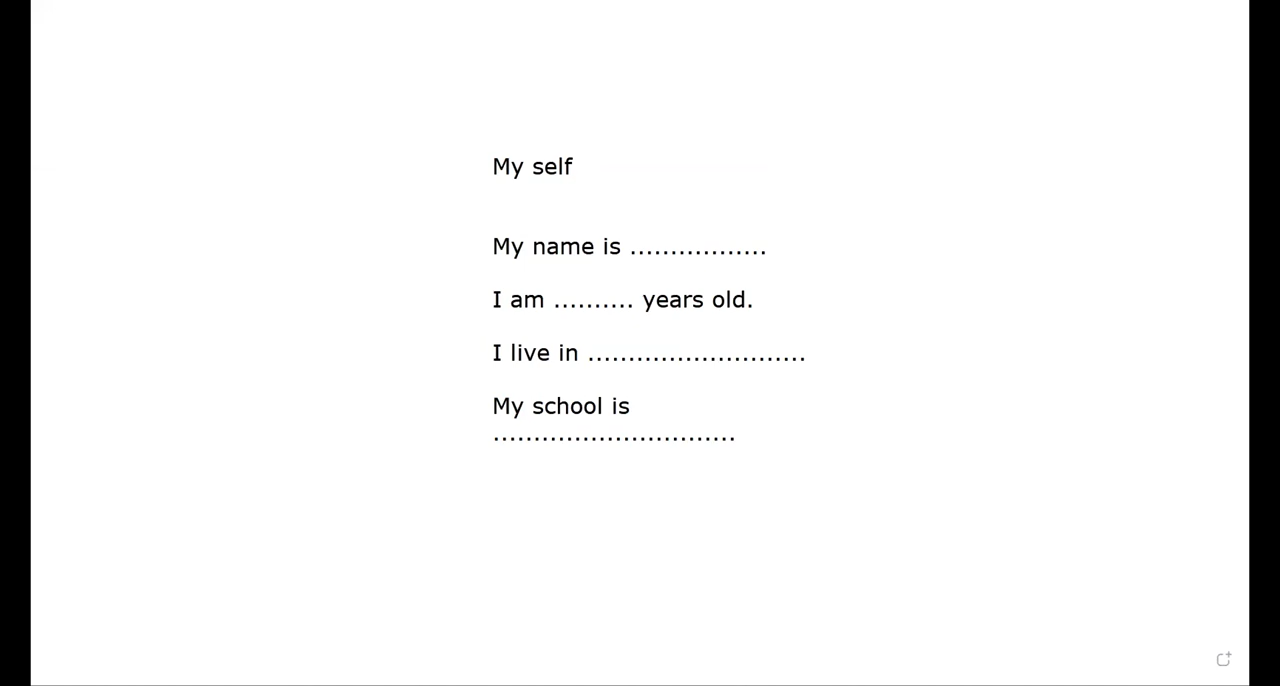 My self
My name is .................
I am .......... years old.
I live in ...........................
My school is
..............................